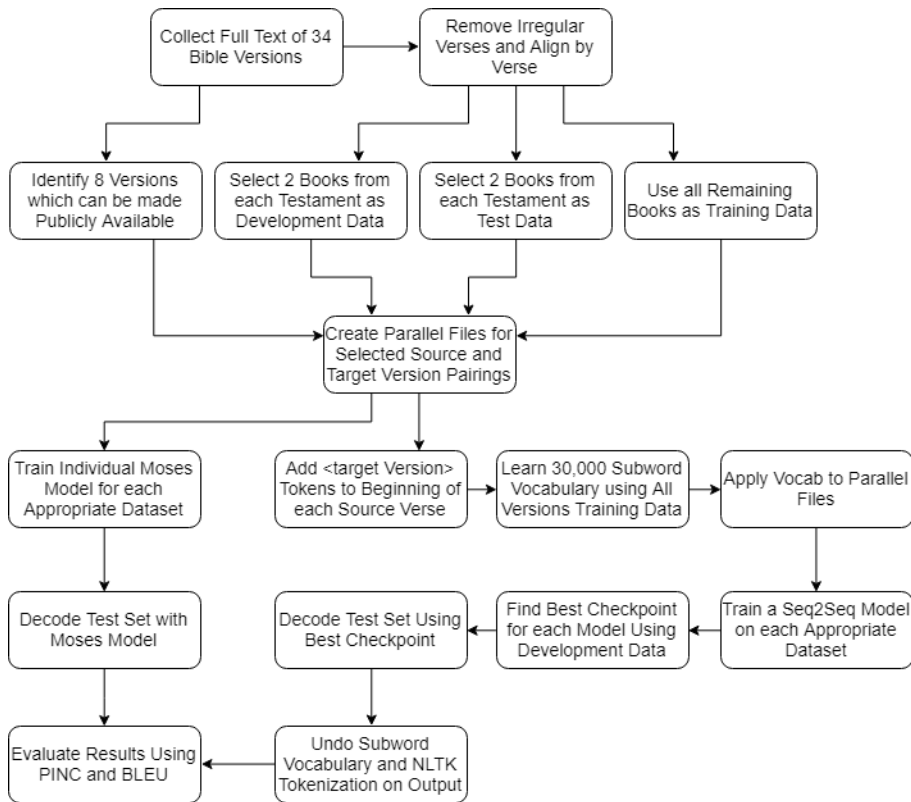 Collect Full Text of 34
Bible Versions
Remove Irregular
Verses and Align by
Verse
Identify 8 Versions
which can be made
Publicly Available
Select 2 Books from
each Testament as
Development Data
Select 2 Books from
each Testament as
Test Data
Use all Remaining
Books as Training Data
Create Parallel Files for
Selected Source and
Target Version Pairings
Train Individual Moses
Model for each
Appropriate Dataset
Add <target Version>
Tokens to Beginning of
each Source Verse
Learn 30,000 Subword
Vocabulary using All
Versions Training Data
Apply Vocab to Parallel
Files
Decode Test Set with
Moses Model
Decode Test Set Using
Best Checkpoint
Find Best Checkpoint
for each Model Using
Development Data
Train a Seq2Seq Model
on each Appropriate
Dataset
Evaluate Results Using
PINC and BLEU
Undo Subword
Vocabulary and NLTK
Tokenization on Output